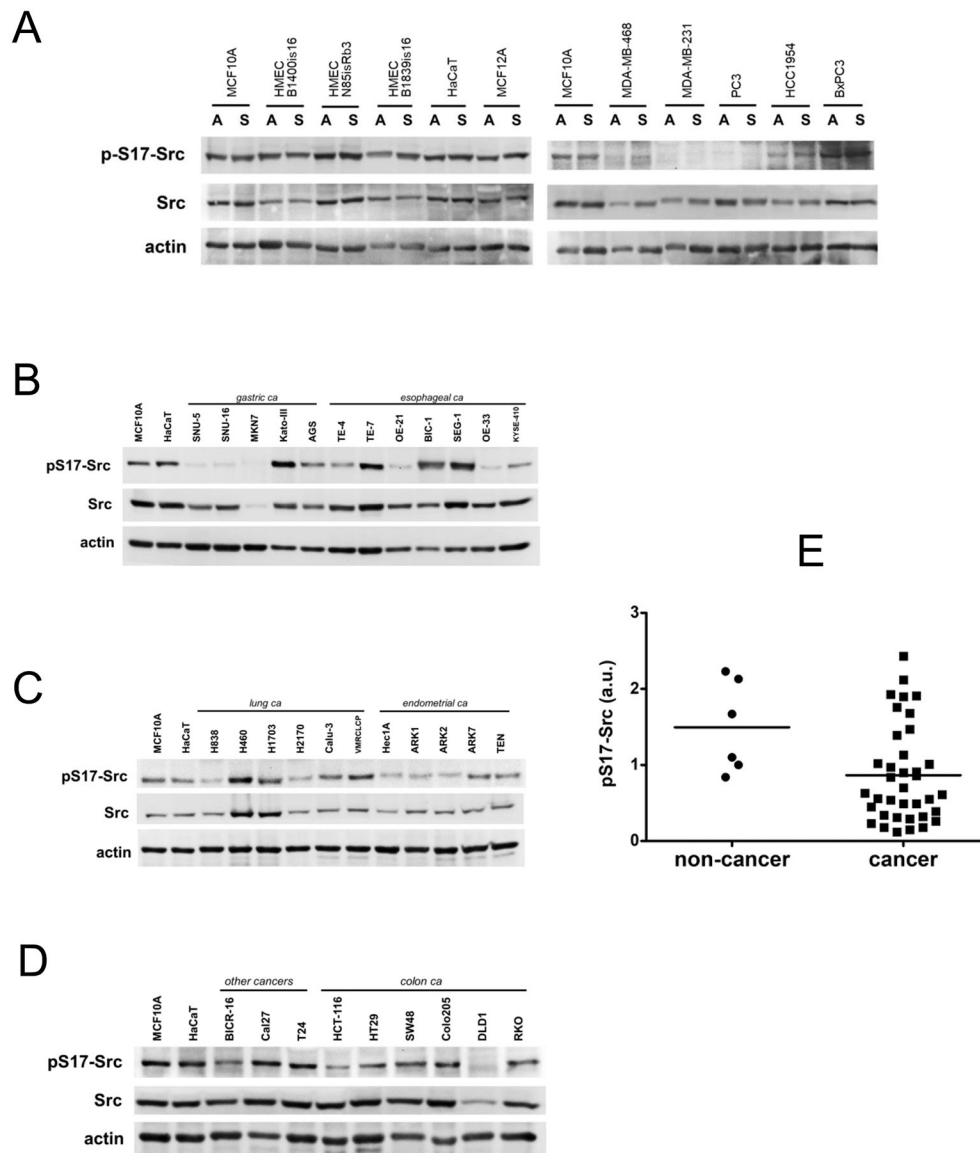 A
MCF10A
HMEC
B1400is16
HMEC
N85isRb3
HMEC
B1839is16
HaCaT
MCF12A
MCF10A
MDA-MB-468
MDA-MB-231
PC3
HCC1954
BxPC3
A S A S A S A S A S A S A S A S A S A S A S A S
p-S17-Src
Src
actin
B
gastric ca esophageal ca
MCF10A
HaCaT
SNU-5
SNU-16
MKN7
Kato-III
AGS
TE-4
TE-7
OE-21
BIC-1
SEG-1
OE-33
KYSE-410
pS17-Src
Src
actin
C
lung ca endometrial ca
MCF10A
HaCaT
H838
H460
H1703
H2170
Calu-3
VMRCLCP
Hec1A
ARK1
ARK2
ARK7
TEN
pS17-Src
Src
actin
D
other cancers colon ca
MCF10A
HaCaT
BICR-16
Cal27
T24
HCT-116
HT29
SW48
Colo205
DLD1
RKO
pS17-Src
Src
actin
E
pS17-Src (a.u.)
3
2
1
0
non-cancer cancer